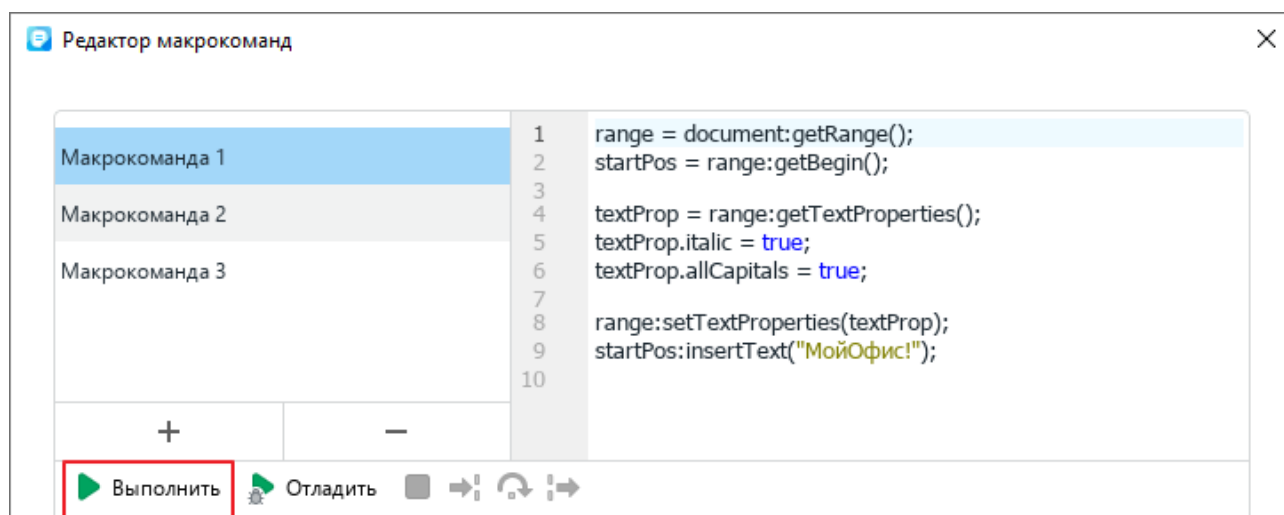 Редактор макрокоманд
Макрокоманда 1
Макрокоманда 2
Макрокоманда 3
1 range = document:getRange();
2 startPos = range:getBegin();
3
4 textProp = range:getTextProperties();
5 textProp.italic = true;
6 textProp.allCapitals = true;
7
8 range:setTextProperties(textProp);
9 startPos:insertText("МойОфис!");
10
+ −
Выполнить Отладить